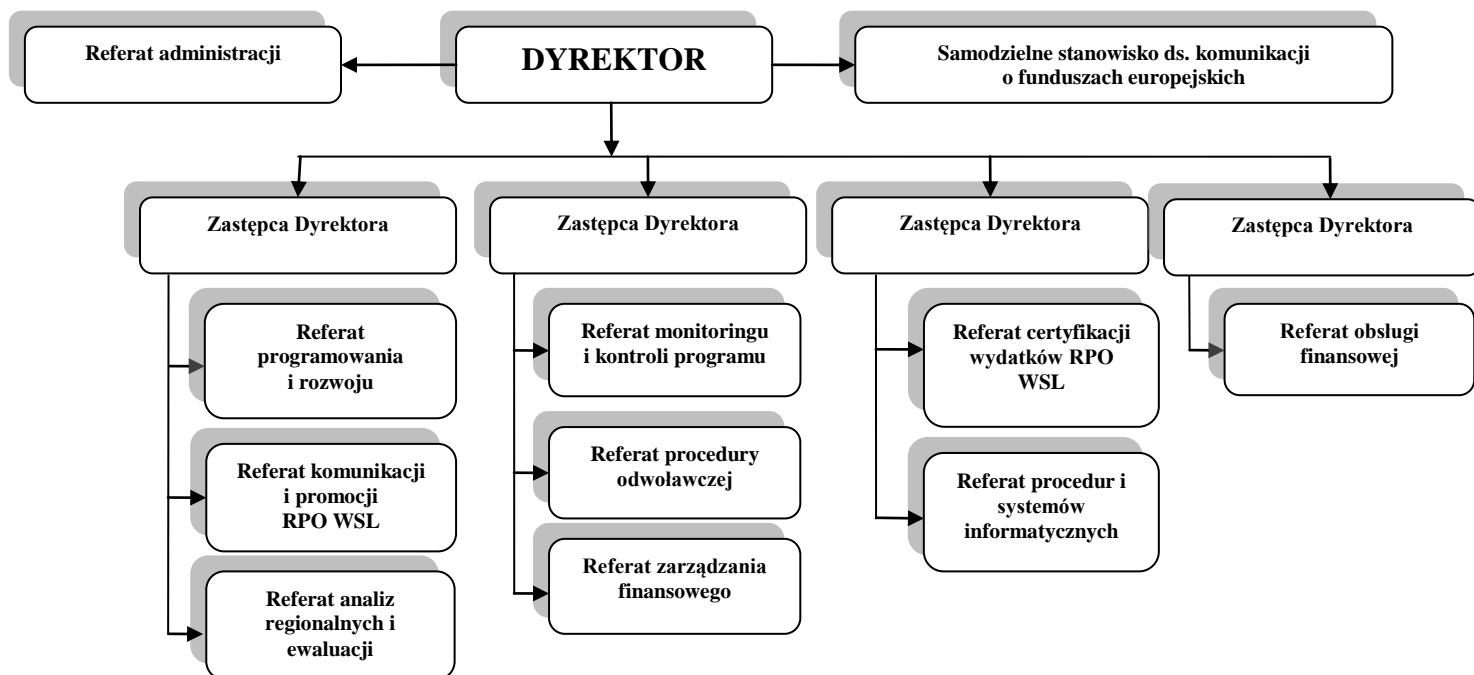 Referat administracji
DYREKTOR
Samodzielne stanowisko ds. komunikacji
o funduszach europejskich
Zastępca Dyrektora
Zastępca Dyrektora
Zastępca Dyrektora
Zastępca Dyrektora
Referat
programowania
i rozwoju
Referat komunikacji
i promocji
RPO WSL
Referat analiz
regionalnych i
ewaluacji
Referat monitoringu
i kontroli programu
Referat procedury
odwoławczej
Referat zarządzania
finansowego
Referat certyfikacji
wydatków RPO
WSL
Referat procedur i
systemów
informatycznych
Referat obsługi
finansowej